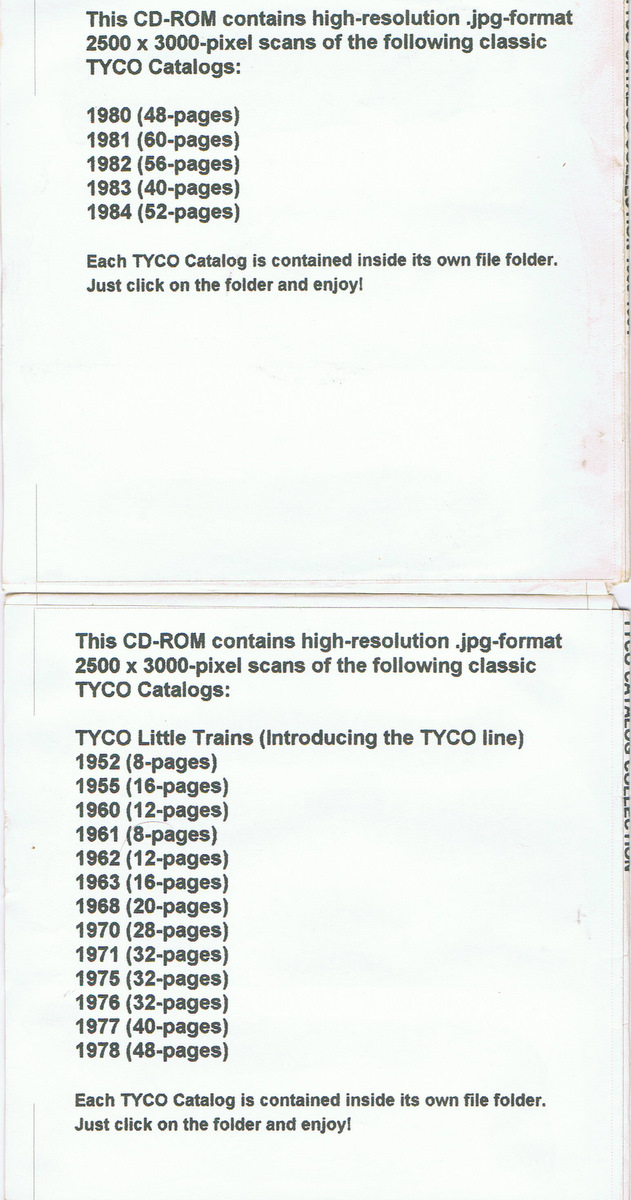 This CD-ROM contains high-resolution .jpg-format
2500 x 3000-pixel scans of the following classic
TYCO Catalogs:
1980 (48-pages)
1981 (60-pages)
1982 (56-pages)
1983 (40-pages)
1984 (52-pages)
Each TYCO Catalog is contained inside its own file folder.
Just click on the folder and enjoy!
This CD-ROM contains high-resolution .jpg-format
2500 x 3000-pixel scans of the following classic
TYCO Catalogs:
TYCO Little Trains (Introducing the TYCO line)
1952 (8-pages)
1955 (16-pages)
1960 (12-pages)
1961 (8-pages)
1962 (12-pages)
1963 (16-pages)
1968 (20-pages)
1970 (28-pages)
1971 (32-pages)
1975 (32-pages)
1976 (32-pages)
1977 (40-pages)
1978 (48-pages)
Each TYCO Catalog is contained inside its own file folder.
Just click on the folder and enjoy!
TYCO CATALOG COLLECTION